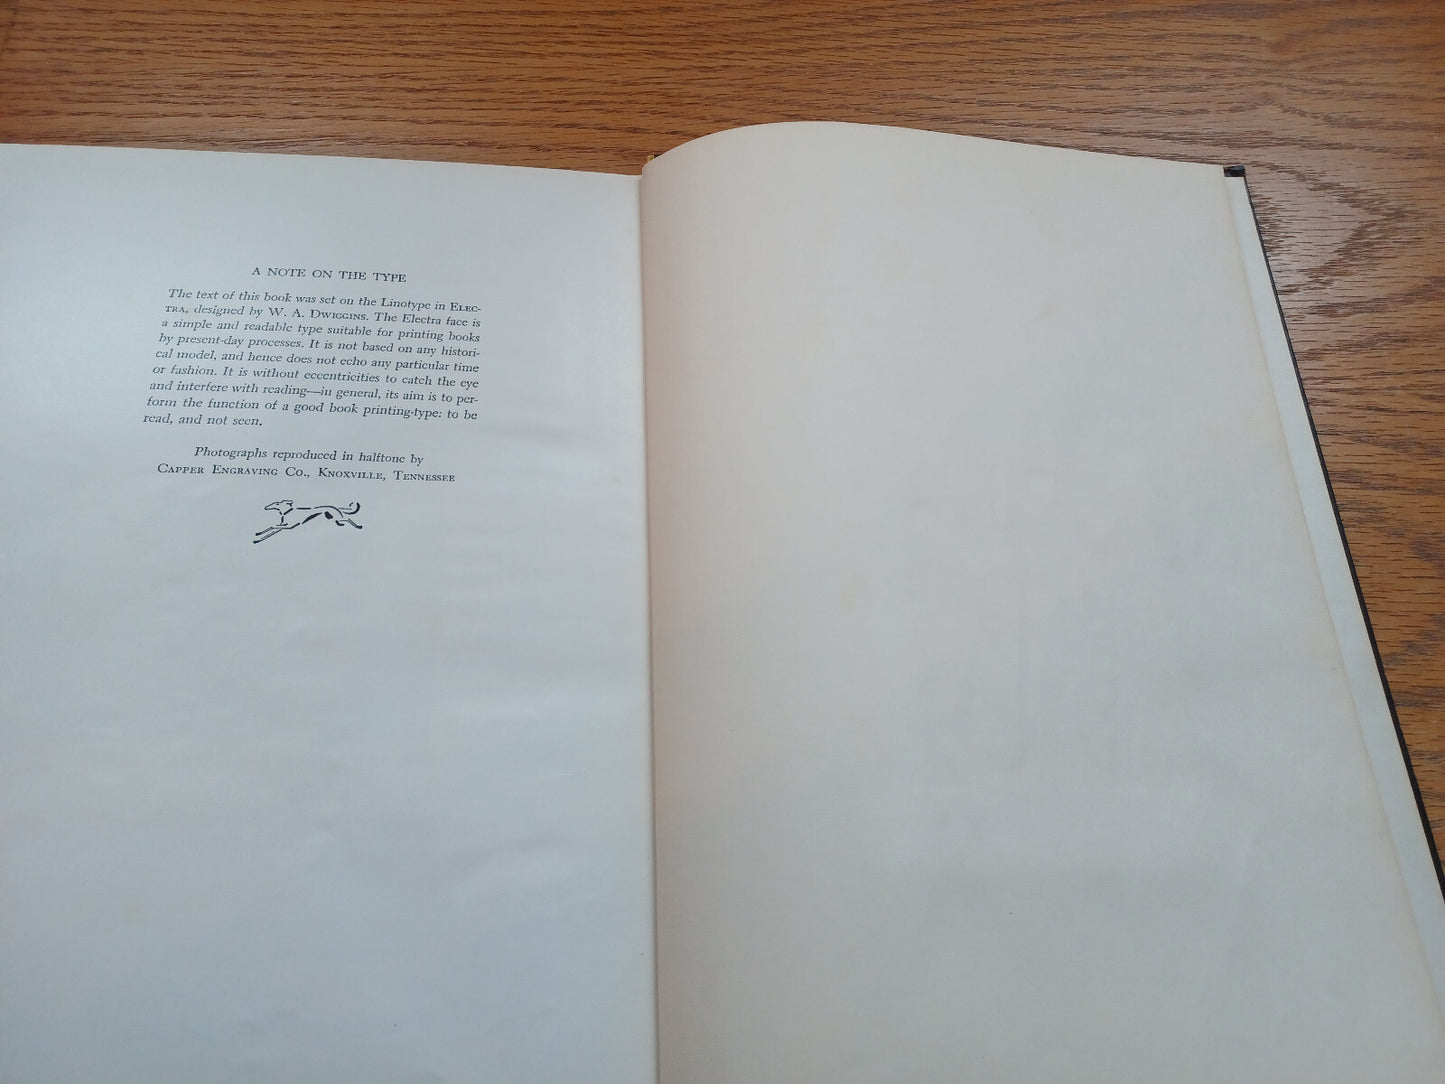 A NOTE ON THE TYPE
The text of this book was set on the Linotype in ELEC-
TRA, designed by W. A. DWIGGINS. The Electra face is
a simple and readable type suitable for printing books
by present-day processes. It is not based on any histori-
cal model, and hence does not echo any particular time
or fashion. It is without eccentricities to catch the eye
and interfere with reading—in general, its aim is to per-
form the function of a good book printing-type: to be
read, and not seen.
Photographs reproduced in halftone by
CAPPER ENGRAVING CO., KNOXVILLE, TENNESSEE